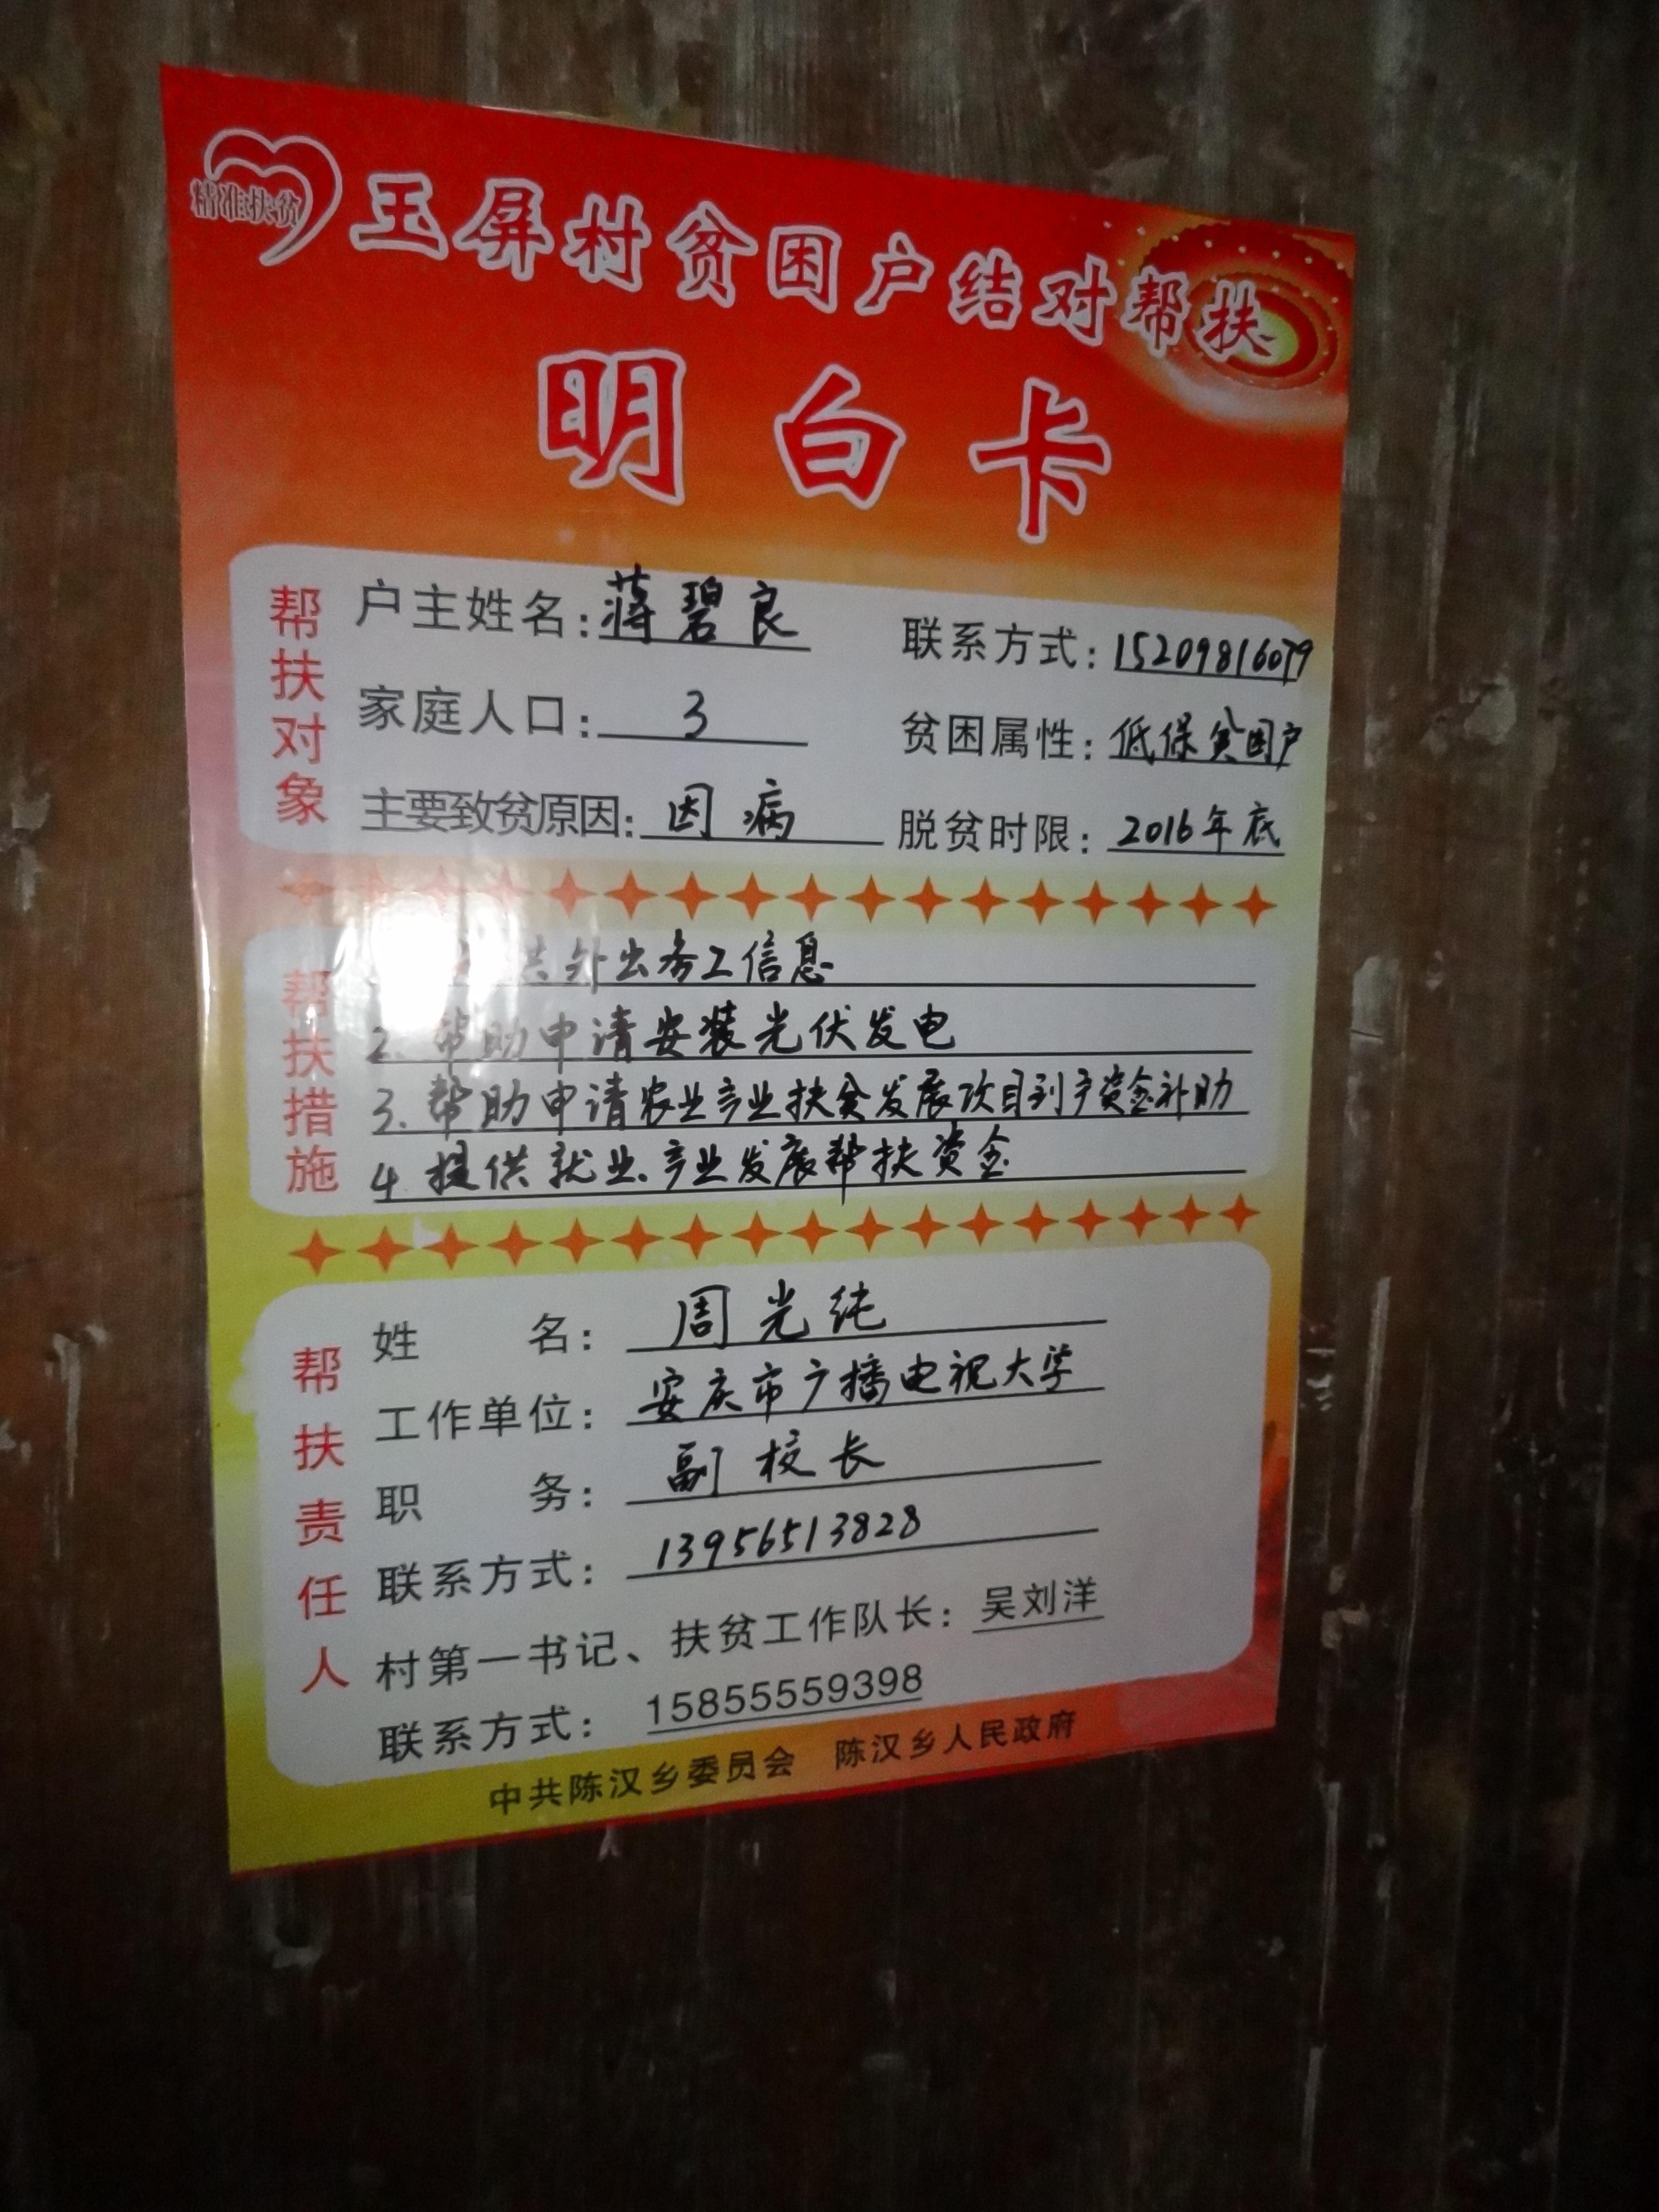 精准扶贫
玉屏村贫困户结对帮扶
明白卡
帮扶对象
户主姓名:蒋碧良 联系方式:15209816079
家庭人口:3 贫困属性:低保贫困户
主要致贫原因:因病 脱贫时限:2016年底
帮扶措施
供外出务工信息
2.帮助申请安装光伏发电
3.帮助申请农业产业扶贫发展项目到户资金补助
4.提供就业、产业发展帮扶资金
帮扶责任人
姓名:周光纯
工作单位:安庆市广播电视大学
职务:副校长
联系方式:13956513828
村第一书记、扶贫工作队长:吴刘洋
联系方式:15855559398
中共陈汉乡委员会 陈汉乡人民政府